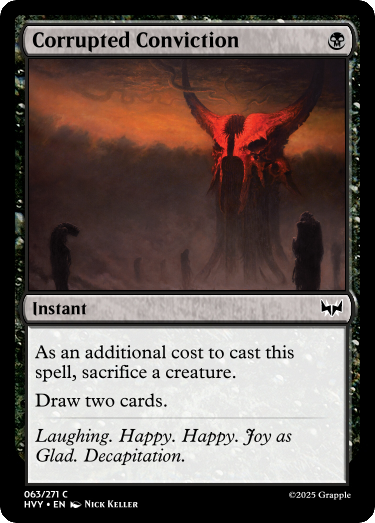 Corrupted Conviction
Instant
As an additional cost to cast this
spell, sacrifice a creature.
Draw two cards.
Laughing. Happy. Happy. Joy as
Glad. Decapitation.
063/271 C
HVY • EN Nick Keller
©2025 Grapple